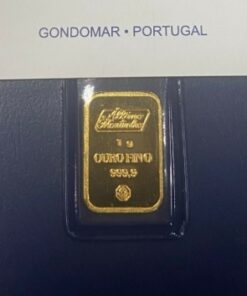 GONDOMAR • PORTUGAL
1 g
OURO FINO
999,9